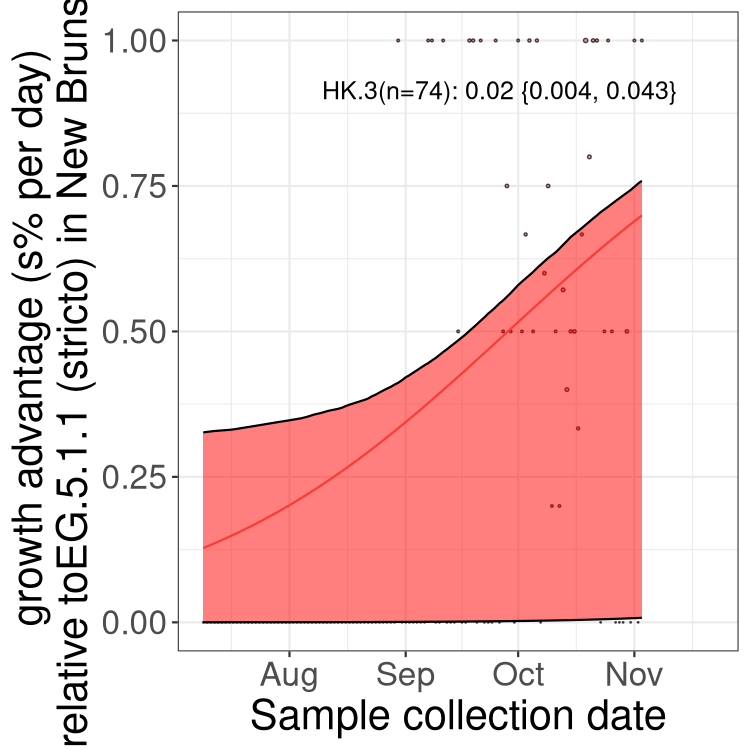 growth advantage (s% per day)
relative toEG.5.1.1 (stricto) in New Bruns
1.00
0.75
0.50
0.25
0.00
HK.3(n=74): 0.02 {0.004, 0.043}
Aug Sep Oct Nov
Sample collection date